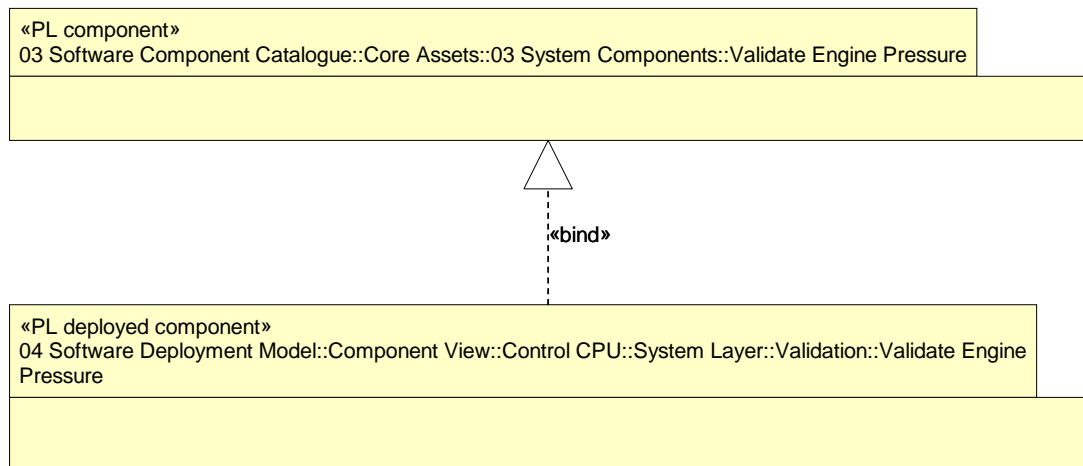 «PL component»
03 Software Component Catalogue::Core Assets::03 System Components::Validate Engine Pressure
«bind»
«PL deployed component»
04 Software Deployment Model::Component View::Control CPU::System Layer::Validation::Validate Engine
Pressure